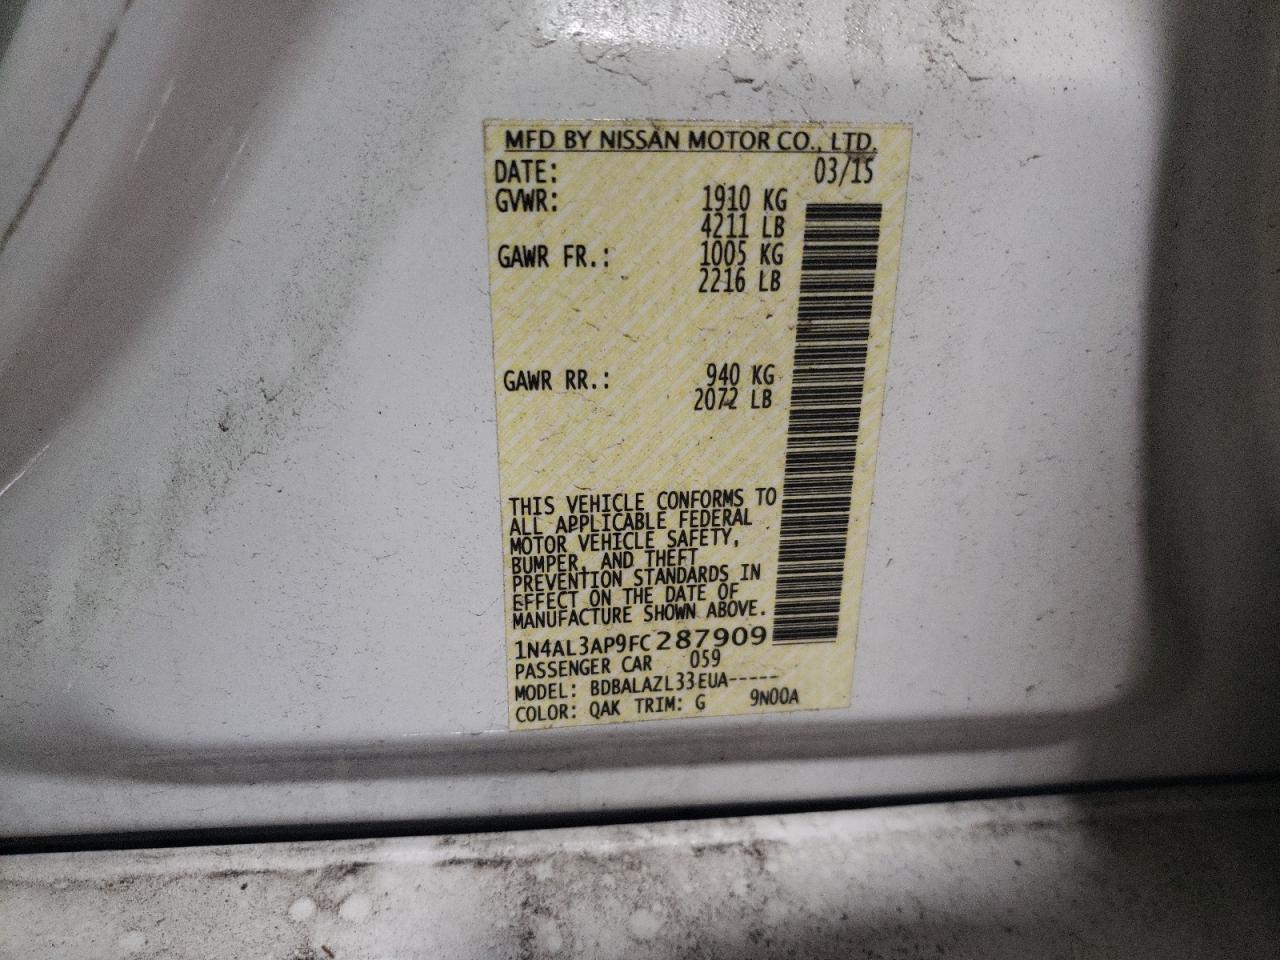 MFD BY NISSAN MOTOR CO., LTD.
DATE: 03/15
GVWR: 1910 KG
4211 LB
GAWR FR.: 1005 KG
2216 LB
GAWR RR.: 940 KG
2072 LB
THIS VEHICLE CONFORMS TO
ALL APPLICABLE FEDERAL
MOTOR VEHICLE SAFETY,
BUMPER, AND THEFT
PREVENTION STANDARDS IN
EFFECT ON THE DATE OF
MANUFACTURE SHOWN ABOVE.
1N4AL3AP9FC287909
PASSENGER CAR 059
MODEL: BDBALAZL33EUA-----
COLOR: QAK TRIM: G 9N00A